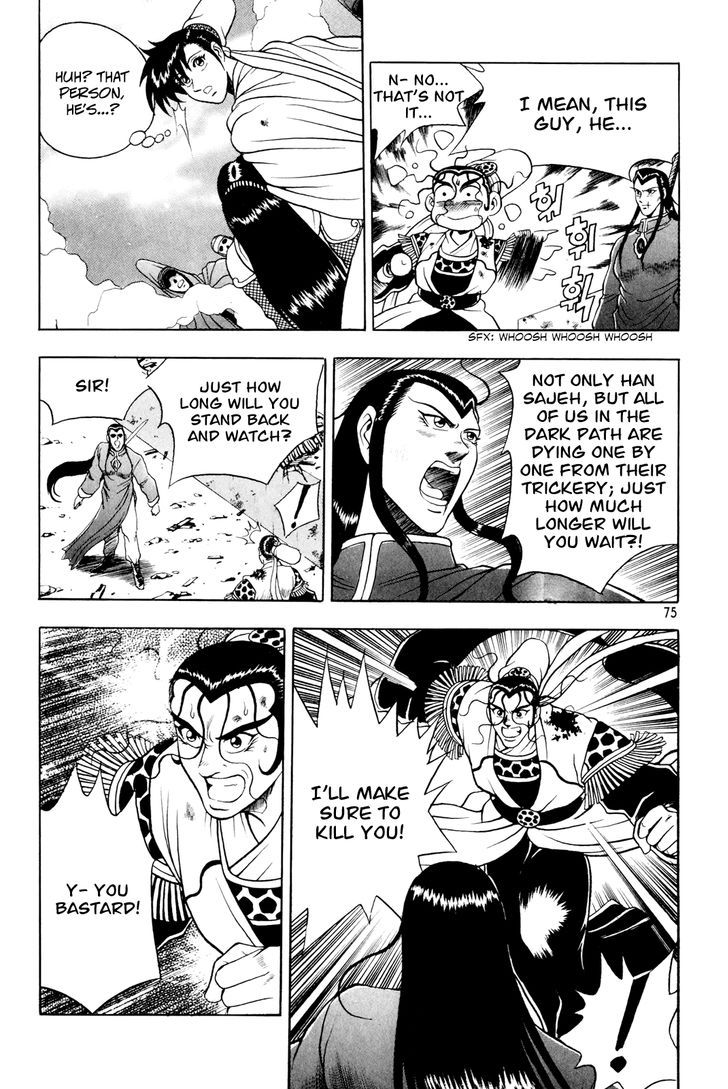 HUH? THAT
PERSON,
HE'S...?
N- NO...
THAT'S NOT
IT...
I MEAN, THIS
GUY, HE...
휘
휘
휘
SFX: WHOOSH WHOOSH WHOOSH
SIR!
JUST HOW
LONG WILL YOU
STAND BACK
AND WATCH?
!
NOT ONLY HAN
SAJEH, BUT ALL
OF US IN THE
DARK PATH ARE
DYING ONE BY
ONE FROM THEIR
TRICKERY; JUST
HOW MUCH
LONGER WILL
YOU WAIT?!
75
Y- YOU
BASTARD!
I'LL MAKE
SURE TO
KILL YOU!
!